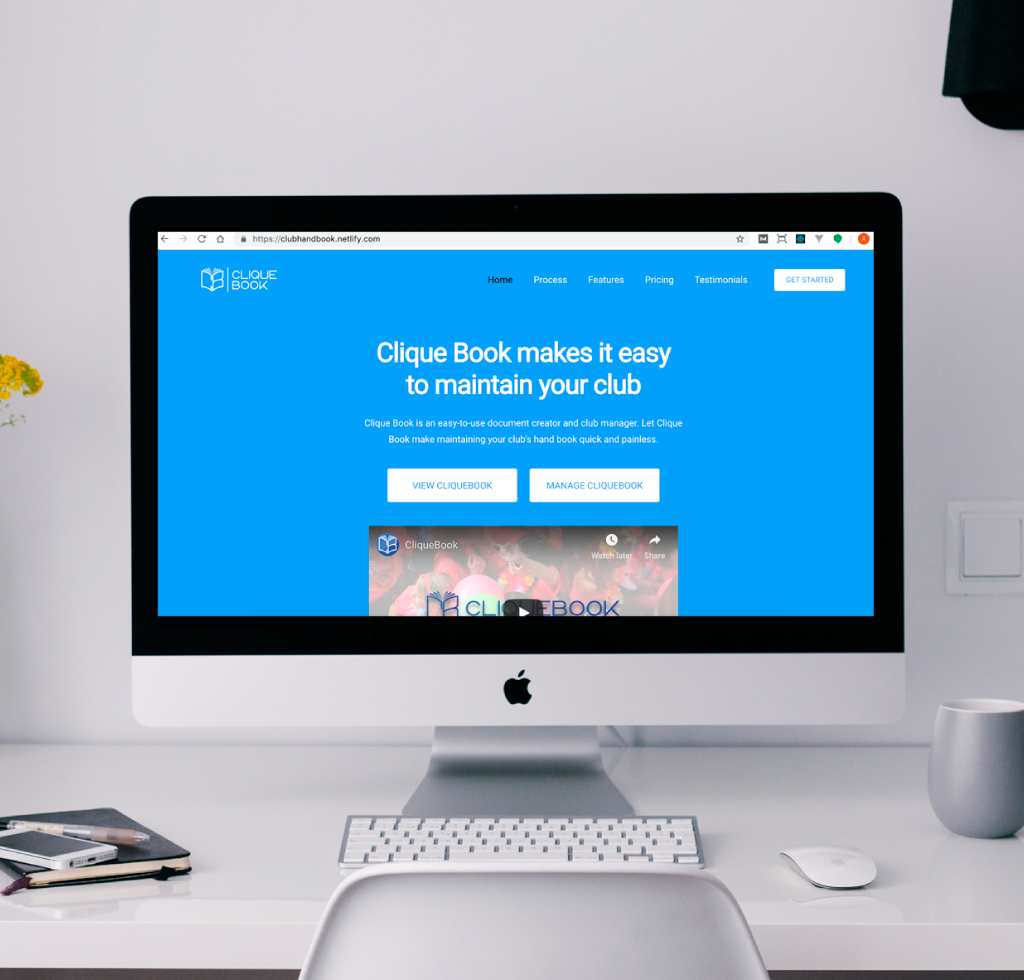 https://clubhandbook.netlify.com
A
CLIQUE
BOOK
Home Process Features Pricing Testimonials GET STARTED
Clique Book makes it easy
to maintain your club
Clique Book is an easy-to-use document creator and club manager. Let Clique
Book make maintaining your club's hand book quick and painless.
VIEW CLIQUEBOOK MANAGE CLIQUEBOOK
CliqueBook
Watch later Share
CLIQUEBOOK